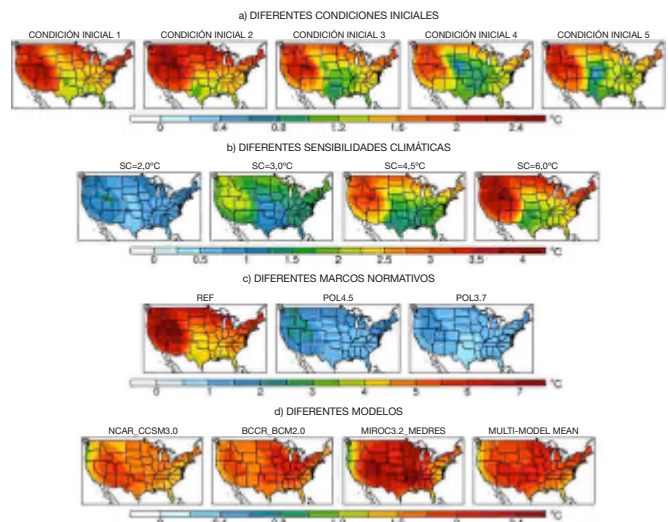 a) DIFERENTES CONDICIONES INICIALES
CONDICIÓN INICIAL 1 CONDICIÓN INICIAL 2 CONDICIÓN INICIAL 3 CONDICIÓN INICIAL 4 CONDICIÓN INICIAL 5
0 0.4 0.8 1.2 1.6 2 2.4 °C
b) DIFERENTES SENSIBILIDADES CLIMÁTICAS
SC=2,0°C SC=3,0°C SC=4,5°C SC=6,0°C
0 0.5 1 1.5 2 2.5 3 3.5 4 °C
c) DIFERENTES MARCOS NORMATIVOS
REF POL4.5 POL3.7
0 1 2 3 4 5 6 7 °C
d) DIFERENTES MODELOS
NCAR_CCSM3.0 BCCR_BCM2.0 MIROC3.2_MEDRES MULTI-MODEL MEAN
°C